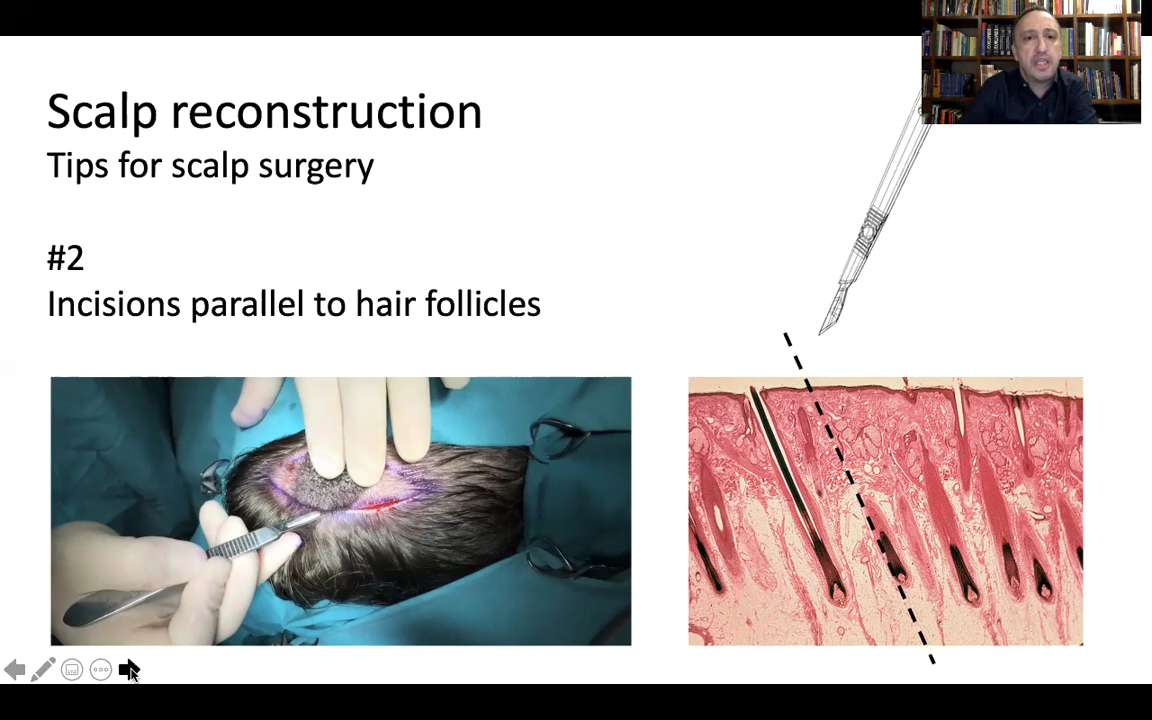 Scalp reconstruction
Tips for scalp surgery
#2
Incisions parallel to hair follicles